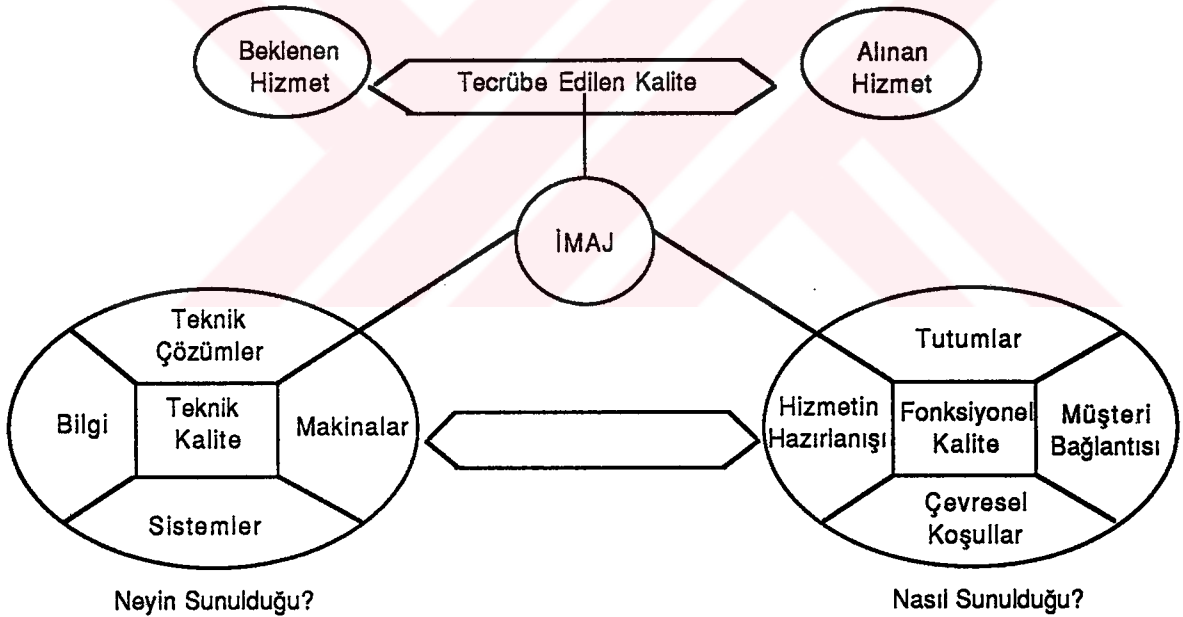 Beklenen
Hizmet
Tecrübe Edilen Kalite
Alınan
Hizmet
İMAJ
Teknik
Çözümler
Bilgi
Teknik
Kalite
Makinalar
Sistemler
Neyin Sunulduğu?
Tutumlar
Hizmetin
Hazırlanışı
Fonksiyonel
Kalite
Müşteri
Bağlantısı
Çevresel
Koşullar
Nasıl Sunulduğu?